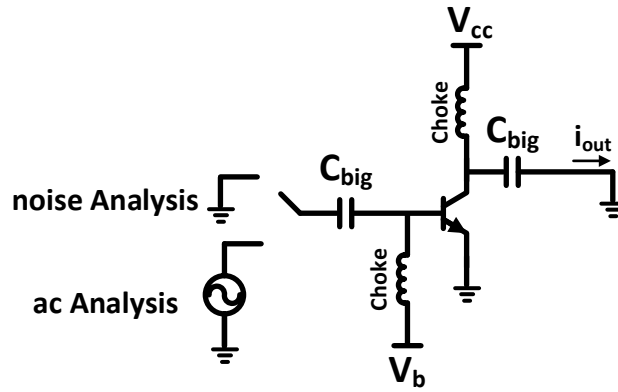 Vcc
Choke
Cbig
iout
Cbig
noise Analysis
ac Analysis
Choke
Vb